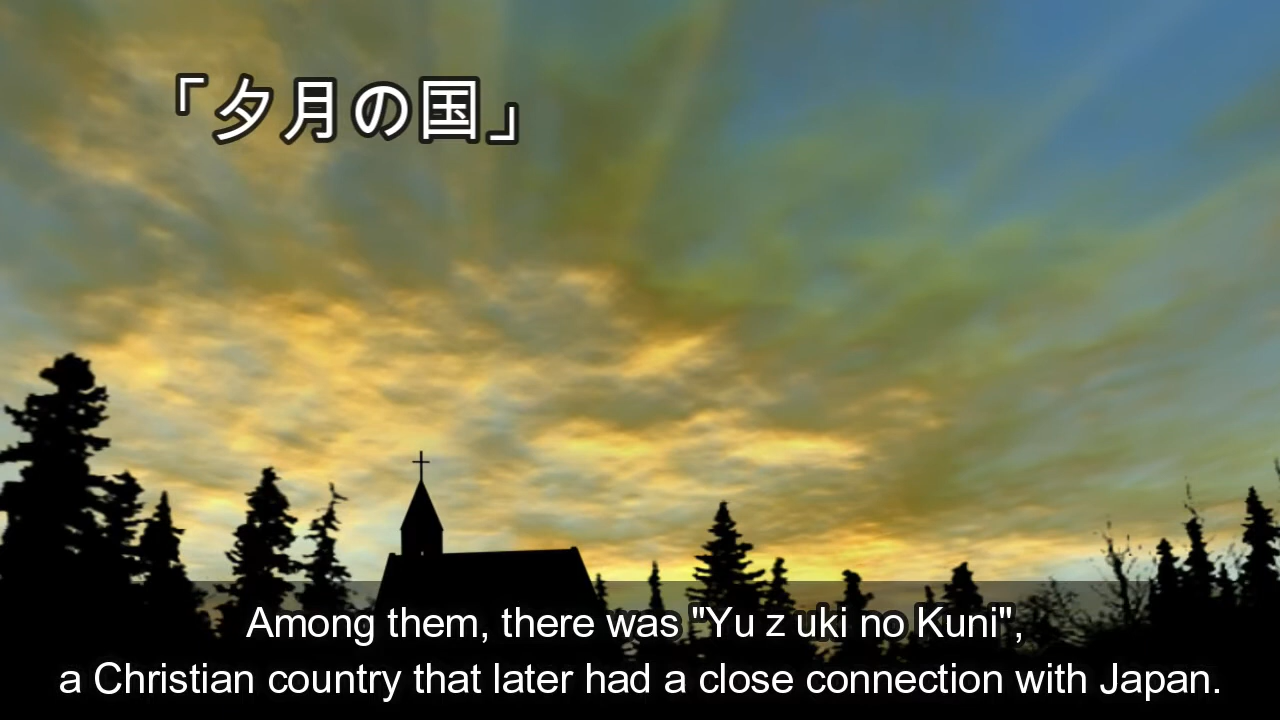 「夕月の国」
Among them, there was "Yu z uki no Kuni",
a Christian country that later had a close connection with Japan.